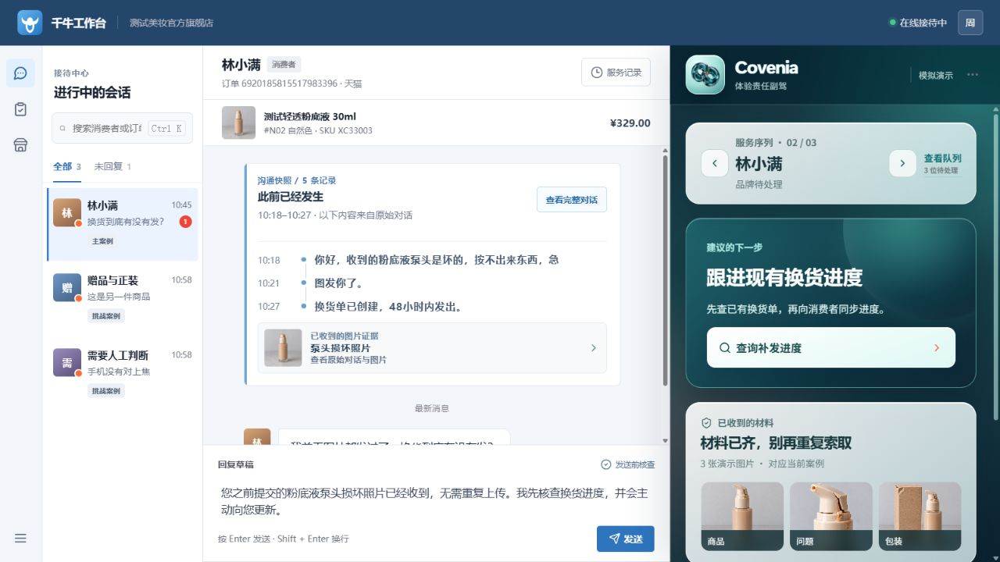 千牛工作台
测试美妆官方旗舰店
在线接待中
周
接待中心
进行中的会话
搜索消费者或订单
Ctrl K
全部 3
未回复 1
林
林小满
10:45
换货到底有没有发?
1
主案例
赠
赠品与正装
10:58
这是另一件商品
挑战案例
需
需要人工判断
10:58
手机没有对上焦
挑战案例
林小满
消费者
订单 6920185815517983396 · 天猫
服务记录
测试轻透粉底液 30ml
#N02 自然色 · SKU XC33003
¥329.00
沟通快照 / 5 条记录
此前已经发生
10:18–10:27 · 以下内容来自原始对话
查看完整对话
10:18
你好，收到的粉底液泵头是坏的，按不出来东西，急
10:21
图发你了。
10:27
换货单已创建，48小时内发出。
已收到的图片证据
泵头损坏照片
查看原始对话与图片
最新消息
林
回复草稿
发送前核查
您之前提交的粉底液泵头损坏照片已经收到，无需重复上传。我先核查换货进度，并会主
动向您更新。
按 Enter 发送 · Shift + Enter 换行
发送
Covenia
体验责任副驾
模拟演示
服务序列 · 02 / 03
林小满
品牌待处理
查看队列
3 位待处理
建议的下一步
跟进现有换货进度
先查已有换货单，再向消费者同步进度。
查询补发进度
已收到的材料
材料已齐，别再重复索取
3 张演示图片 · 对应当前案例
商品
问题
包装